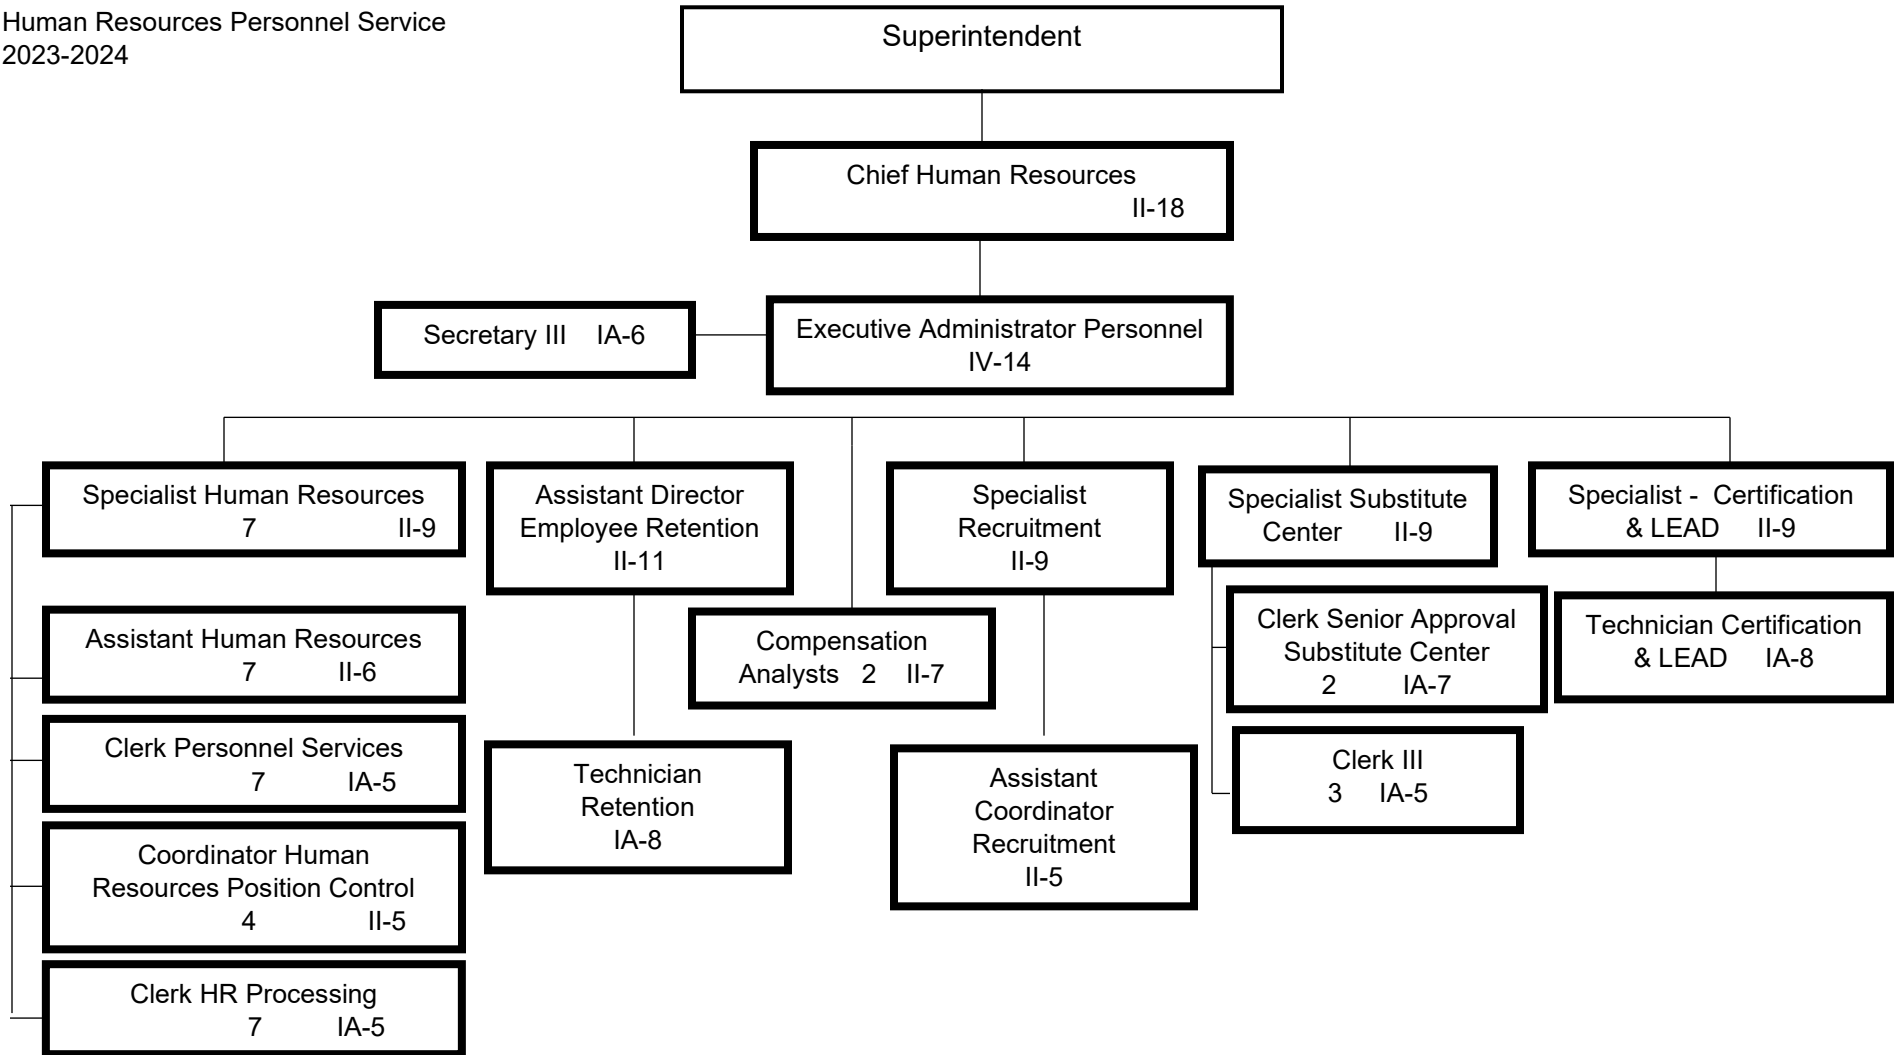 Human Resources Personnel Service
2023-2024
Superintendent
Chief Human Resources
II-18
Secretary III IA-6
Executive Administrator Personnel
IV-14
Specialist Human Resources
7 II-9
Assistant Human Resources
7 II-6
Clerk Personnel Services
7 IA-5
Coordinator Human
Resources Position Control
4 II-5
Clerk HR Processing
7 IA-5
Assistant Director
Employee Retention
II-11
Technician
Retention
IA-8
Compensation
Analysts 2 II-7
Specialist
Recruitment
II-9
Assistant
Coordinator
Recruitment
II-5
Specialist Substitute
Center II-9
Clerk Senior Approval
Substitute Center
2 IA-7
Clerk III
3 IA-5
Specialist - Certification
& LEAD II-9
Technician Certification
& LEAD IA-8